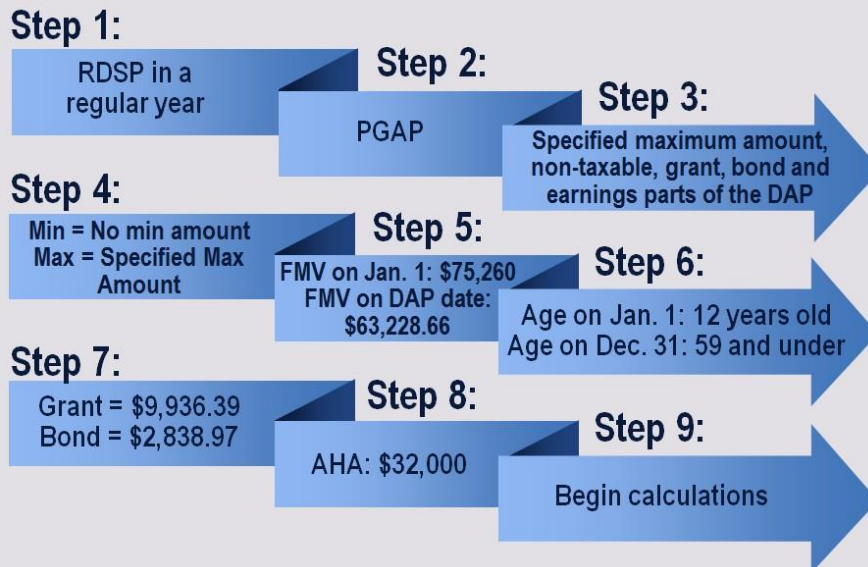 Step 1:
RDSP in a
regular year
Step 2:
PGAP
Step 3:
Specified maximum amount,
non-taxable, grant, bond and
earnings parts of the DAP
Step 4:
Min = No min amount
Max = Specified Max
Amount
Step 5:
FMV on Jan. 1: $75,260
FMV on DAP date:
$63,228.66
Step 6:
Age on Jan. 1: 12 years old
Age on Dec. 31: 59 and under
Step 7:
Grant = $9,936.39
Bond = $2,838.97
Step 8:
AHA: $32,000
Step 9:
Begin calculations